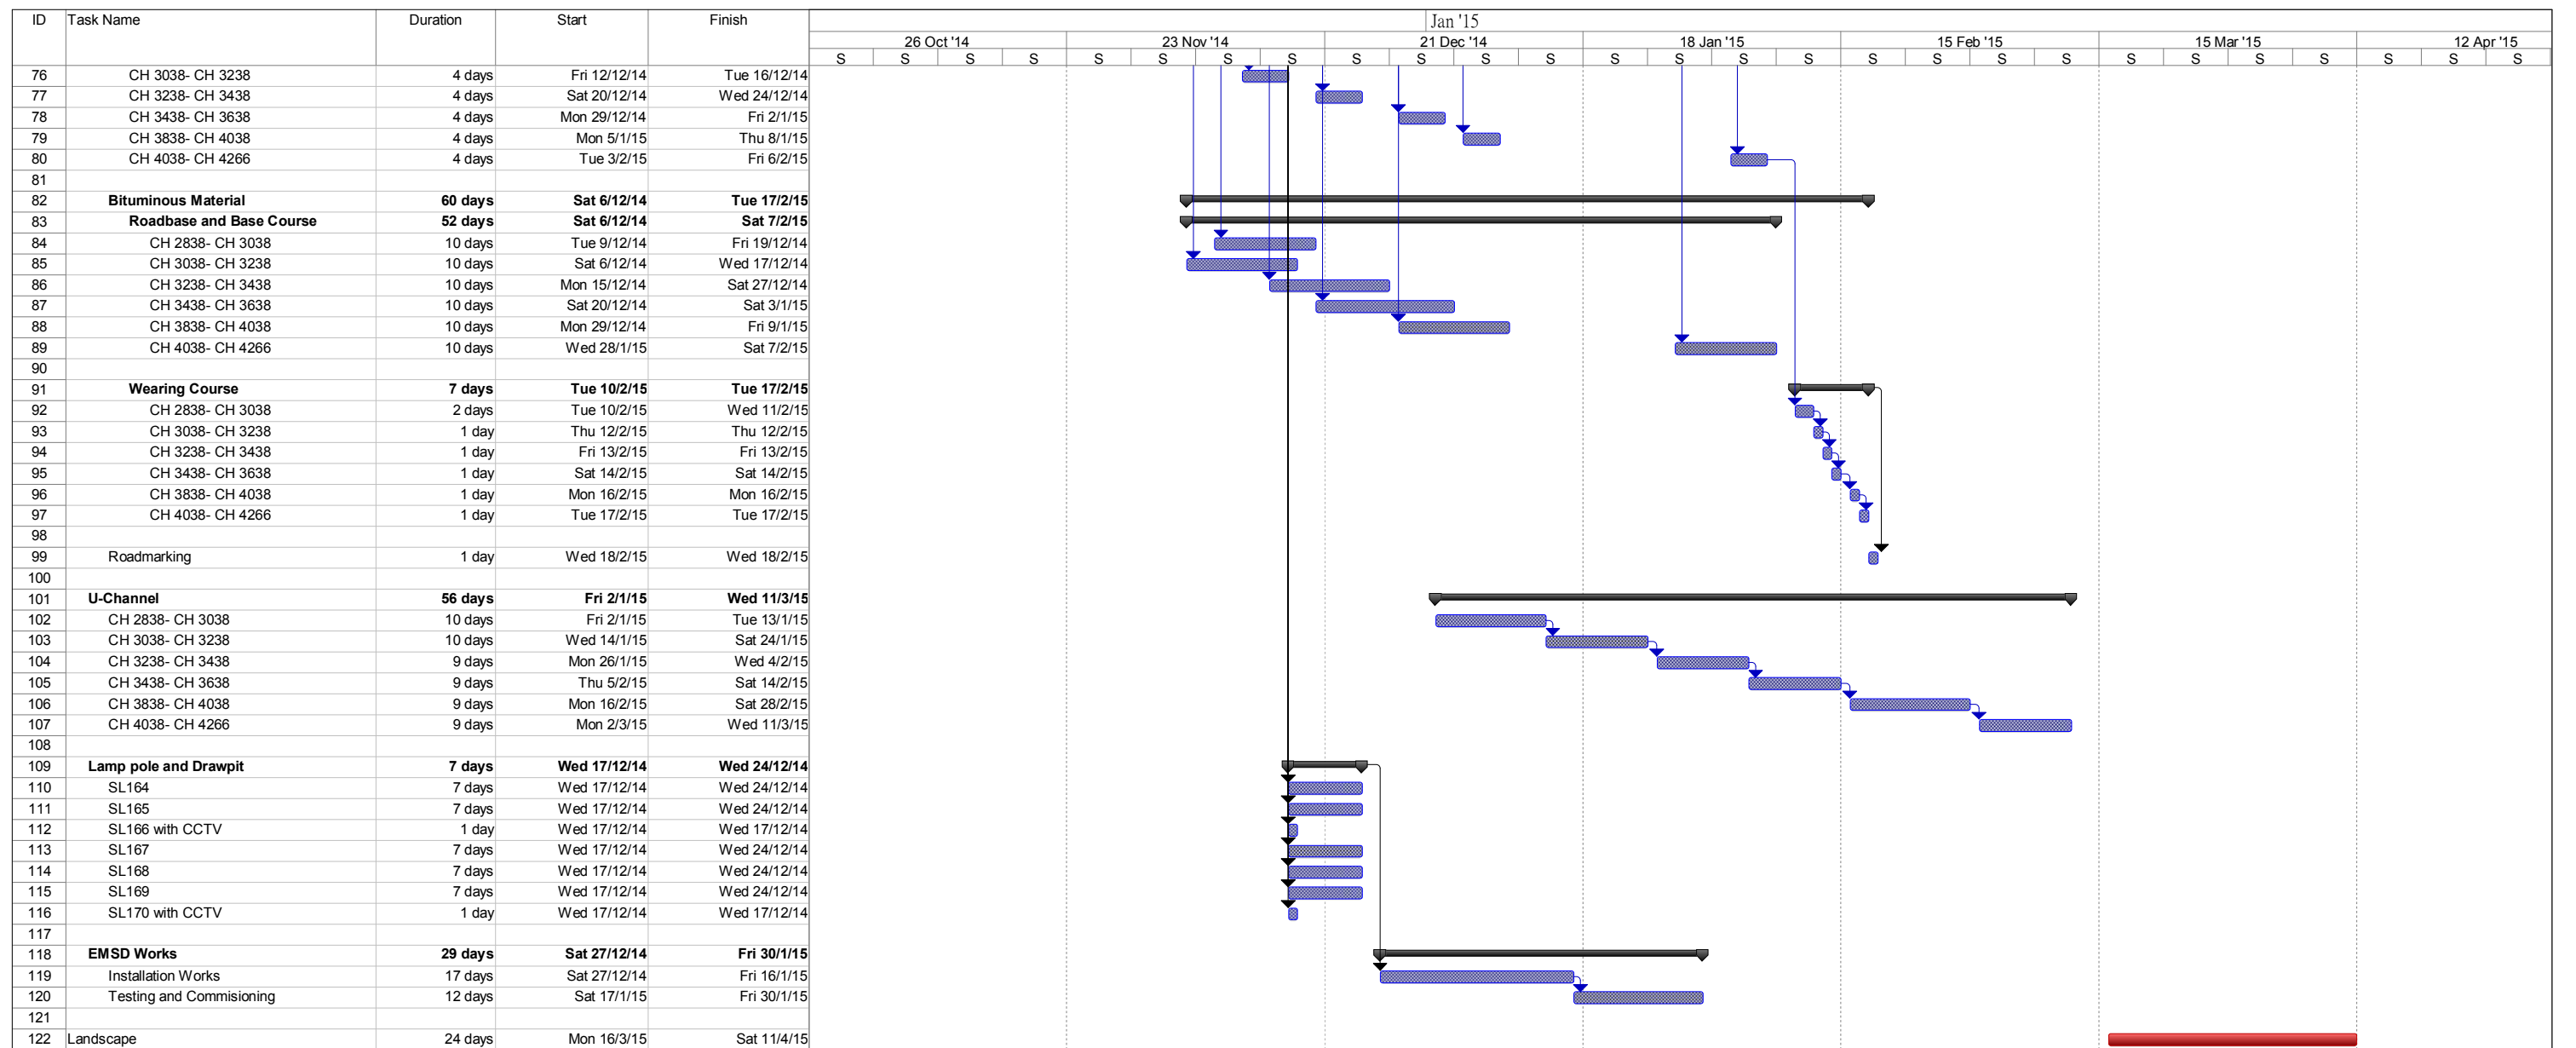 ID Task Name Duration Start Finish
Jan '15
26 Oct '14 23 Nov '14 21 Dec '14 18 Jan '15 15 Feb '15 15 Mar '15 12 Apr '15
S S S S S S S S S S S S S S S S S S S S S S S S S S S
76 CH 3038- CH 3238 4 days Fri 12/12/14 Tue 16/12/14
77 CH 3238- CH 3438 4 days Sat 20/12/14 Wed 24/12/14
78 CH 3438- CH 3638 4 days Mon 29/12/14 Fri 2/1/15
79 CH 3838- CH 4038 4 days Mon 5/1/15 Thu 8/1/15
80 CH 4038- CH 4266 4 days Tue 3/2/15 Fri 6/2/15
81
82 Bituminous Material 60 days Sat 6/12/14 Tue 17/2/15
83 Roadbase and Base Course 52 days Sat 6/12/14 Sat 7/2/15
84 CH 2838- CH 3038 10 days Tue 9/12/14 Fri 19/12/14
85 CH 3038- CH 3238 10 days Sat 6/12/14 Wed 17/12/14
86 CH 3238- CH 3438 10 days Mon 15/12/14 Sat 27/12/14
87 CH 3438- CH 3638 10 days Sat 20/12/14 Sat 3/1/15
88 CH 3838- CH 4038 10 days Mon 29/12/14 Fri 9/1/15
89 CH 4038- CH 4266 10 days Wed 28/1/15 Sat 7/2/15
90
91 Wearing Course 7 days Tue 10/2/15 Tue 17/2/15
92 CH 2838- CH 3038 2 days Tue 10/2/15 Wed 11/2/15
93 CH 3038- CH 3238 1 day Thu 12/2/15 Thu 12/2/15
94 CH 3238- CH 3438 1 day Fri 13/2/15 Fri 13/2/15
95 CH 3438- CH 3638 1 day Sat 14/2/15 Sat 14/2/15
96 CH 3838- CH 4038 1 day Mon 16/2/15 Mon 16/2/15
97 CH 4038- CH 4266 1 day Tue 17/2/15 Tue 17/2/15
98
99 Roadmarking 1 day Wed 18/2/15 Wed 18/2/15
100
101 U-Channel 56 days Fri 2/1/15 Wed 11/3/15
102 CH 2838- CH 3038 10 days Fri 2/1/15 Tue 13/1/15
103 CH 3038- CH 3238 10 days Wed 14/1/15 Sat 24/1/15
104 CH 3238- CH 3438 9 days Mon 26/1/15 Wed 4/2/15
105 CH 3438- CH 3638 9 days Thu 5/2/15 Sat 14/2/15
106 CH 3838- CH 4038 9 days Mon 16/2/15 Sat 28/2/15
107 CH 4038- CH 4266 9 days Mon 2/3/15 Wed 11/3/15
108
109 Lamp pole and Drawpit 7 days Wed 17/12/14 Wed 24/12/14
110 SL164 7 days Wed 17/12/14 Wed 24/12/14
111 SL165 7 days Wed 17/12/14 Wed 24/12/14
112 SL166 with CCTV 1 day Wed 17/12/14 Wed 17/12/14
113 SL167 7 days Wed 17/12/14 Wed 24/12/14
114 SL168 7 days Wed 17/12/14 Wed 24/12/14
115 SL169 7 days Wed 17/12/14 Wed 24/12/14
116 SL170 with CCTV 1 day Wed 17/12/14 Wed 17/12/14
117
118 EMSD Works 29 days Sat 27/12/14 Fri 30/1/15
119 Installation Works 17 days Sat 27/12/14 Fri 16/1/15
120 Testing and Commisioning 12 days Sat 17/1/15 Fri 30/1/15
121
122 Landscape 24 days Mon 16/3/15 Sat 11/4/15